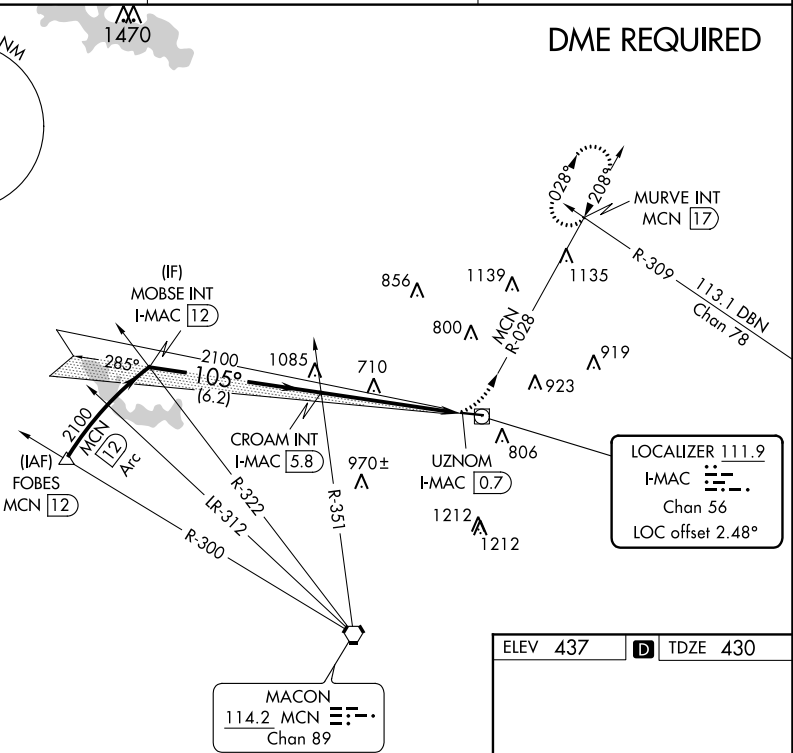 1470
NM
DME REQUIRED
028°
208°
MURVE INT
MCN 17
R-309
113.1 DBN
Chan 78
(IF)
MOBSE INT
I-MAC 12
856
1139
1135
800
MCN
R-028
919
923
285°
2100
105°
(6.2)
1085
710
2100
MCN
12
Arc
(IAF)
FOBES
MCN 12
CROAM INT
I-MAC 5.8
970±
UZNOM
I-MAC 0.7
806
LOCALIZER 111.9
I-MAC
Chan 56
LOC offset 2.48°
R-322
LR-312
R-300
R-351
1212
1212
MACON
114.2 MCN
Chan 89
ELEV 437 D TDZE 430